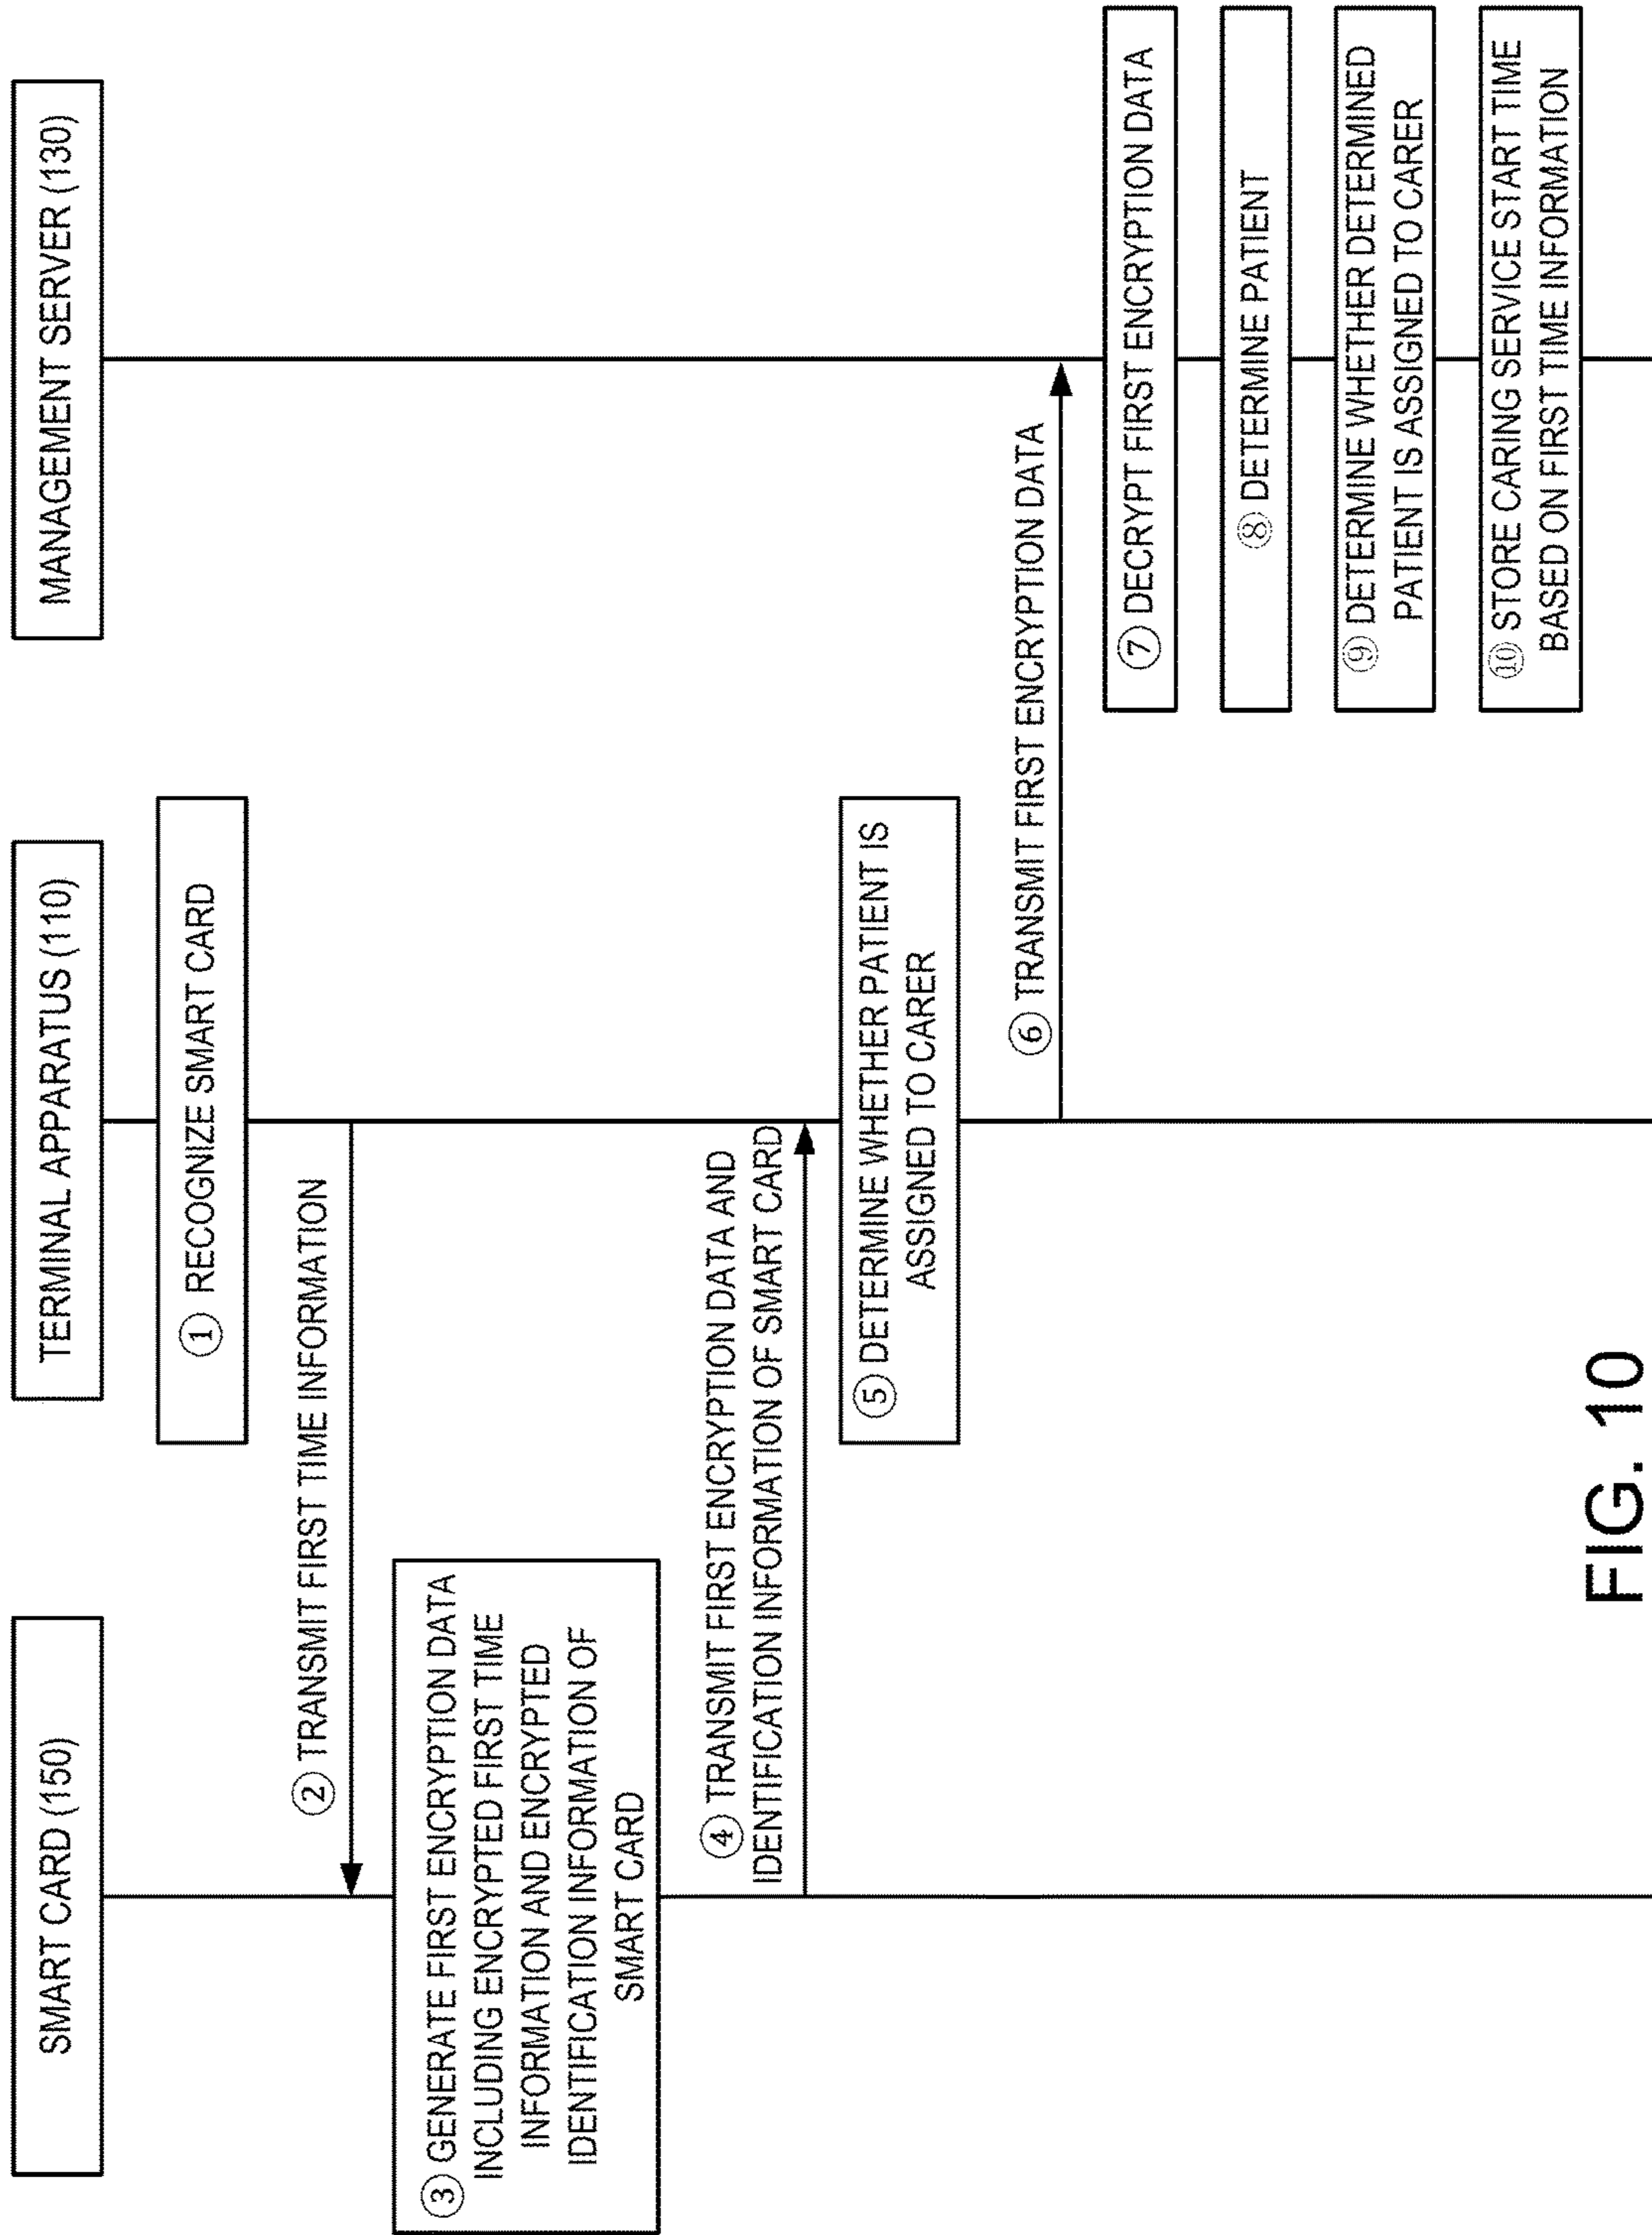 SMART CARD (150)
TERMINAL APPARATUS (110)
MANAGEMENT SERVER (130)
① RECOGNIZE SMART CARD
② TRANSMIT FIRST TIME INFORMATION
③ GENERATE FIRST ENCRYPTION DATA
INCLUDING ENCRYPTED FIRST TIME
INFORMATION AND ENCRYPTED
IDENTIFICATION INFORMATION OF
SMART CARD
④ TRANSMIT FIRST ENCRYPTION DATA AND
IDENTIFICATION INFORMATION OF SMART CARD
⑤ DETERMINE WHETHER PATIENT IS
ASSIGNED TO CARER
⑥ TRANSMIT FIRST ENCRYPTION DATA
⑦ DECRYPT FIRST ENCRYPTION DATA
⑧ DETERMINE PATIENT
⑨ DETERMINE WHETHER DETERMINED
PATIENT IS ASSIGNED TO CARER
⑩ STORE CARING SERVICE START TIME
BASED ON FIRST TIME INFORMATION
FIG. 10